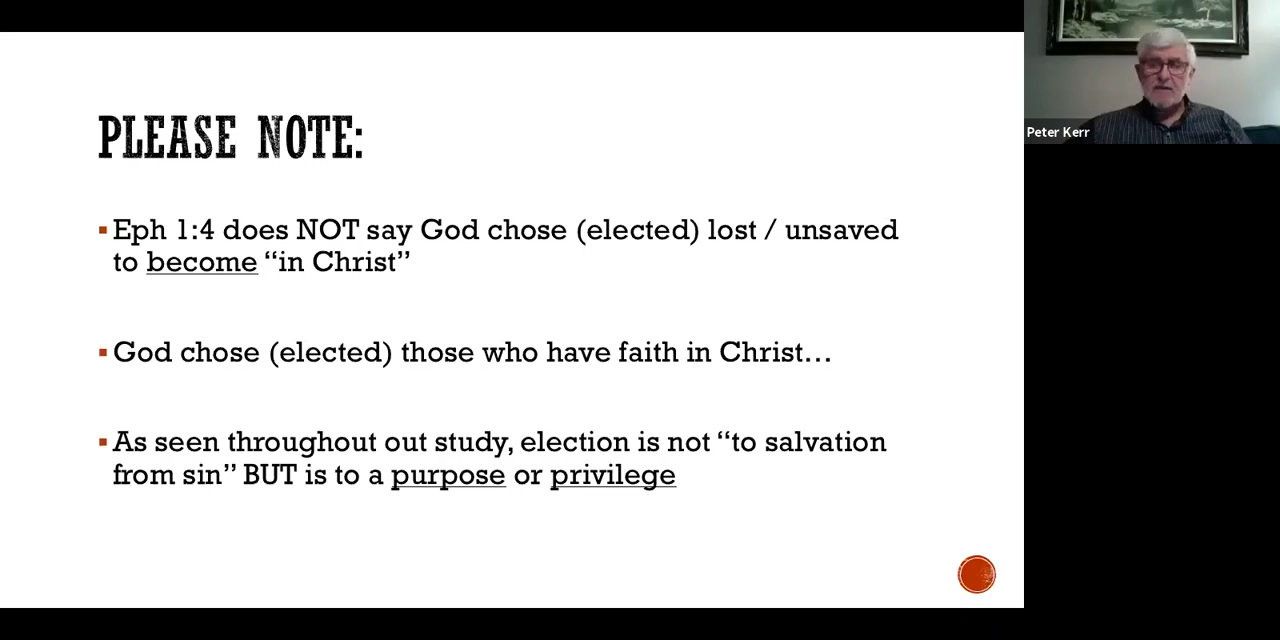 PLEASE NOTE:
▪Eph 1:4 does NOT say God chose (elected) lost / unsaved
to become “in Christ”
▪God chose (elected) those who have faith in Christ…
▪As seen throughout out study, election is not “to salvation
from sin” BUT is to a purpose or privilege
Peter Kerr